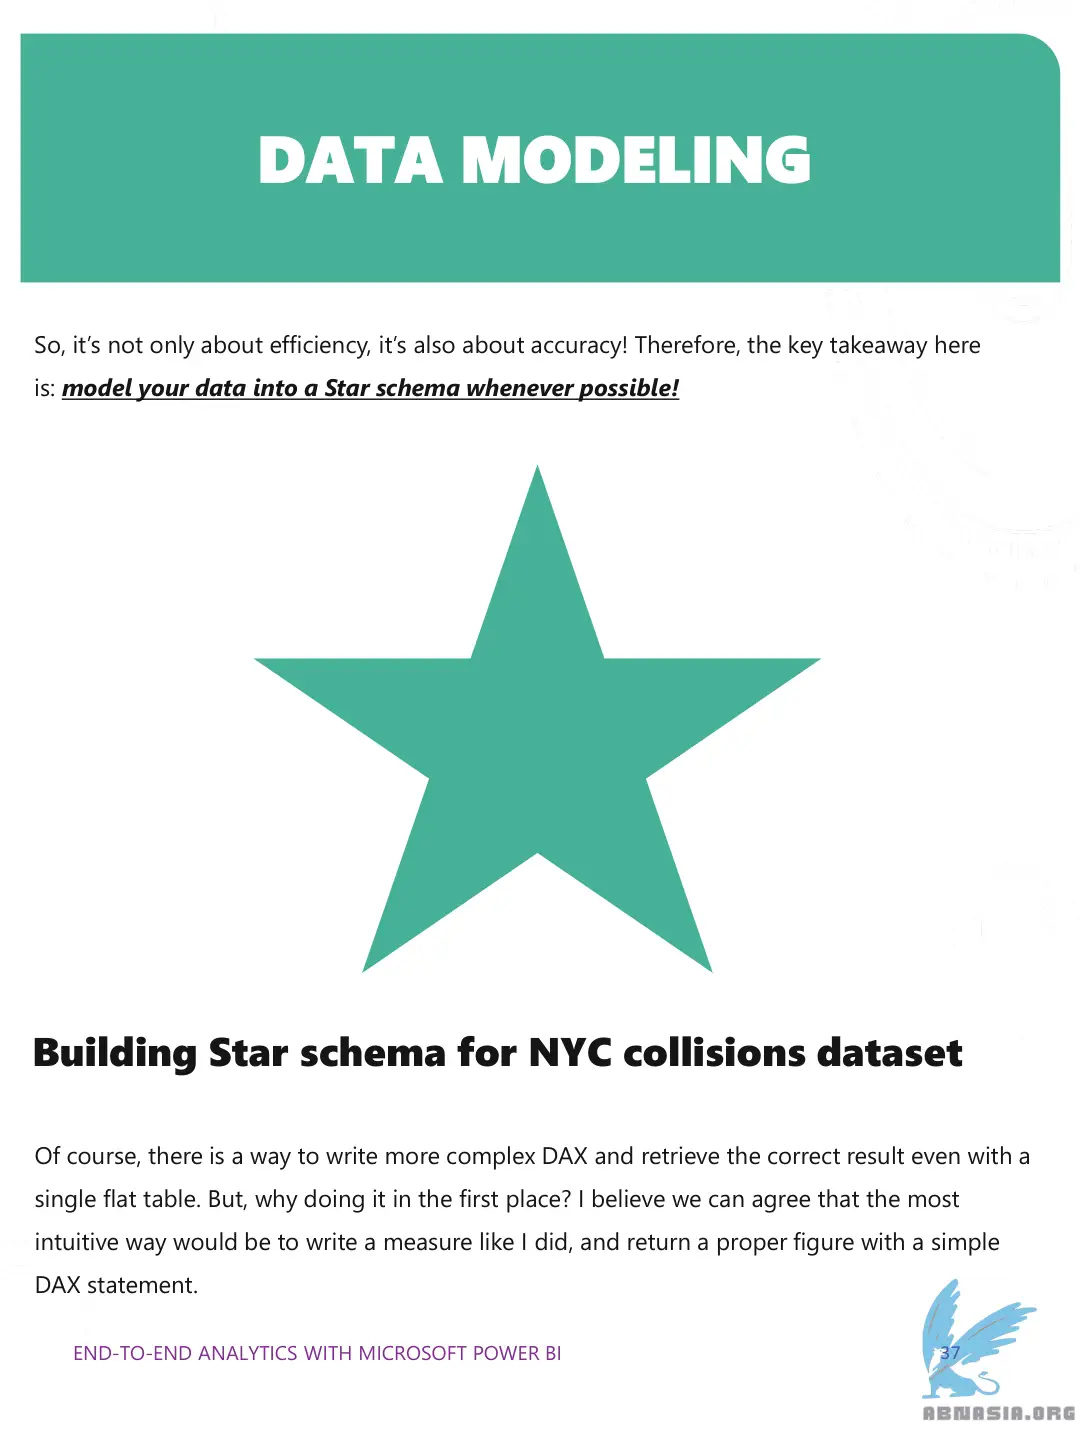 DATA MODELING
So, it’s not only about efficiency, it’s also about accuracy! Therefore, the key takeaway here
is: model your data into a Star schema whenever possible!
Building Star schema for NYC collisions dataset
Of course, there is a way to write more complex DAX and retrieve the correct result even with a
single flat table. But, why doing it in the first place? I believe we can agree that the most
intuitive way would be to write a measure like I did, and return a proper figure with a simple
DAX statement.
END-TO-END ANALYTICS WITH MICROSOFT POWER BI 37
ABNASIA.ORG